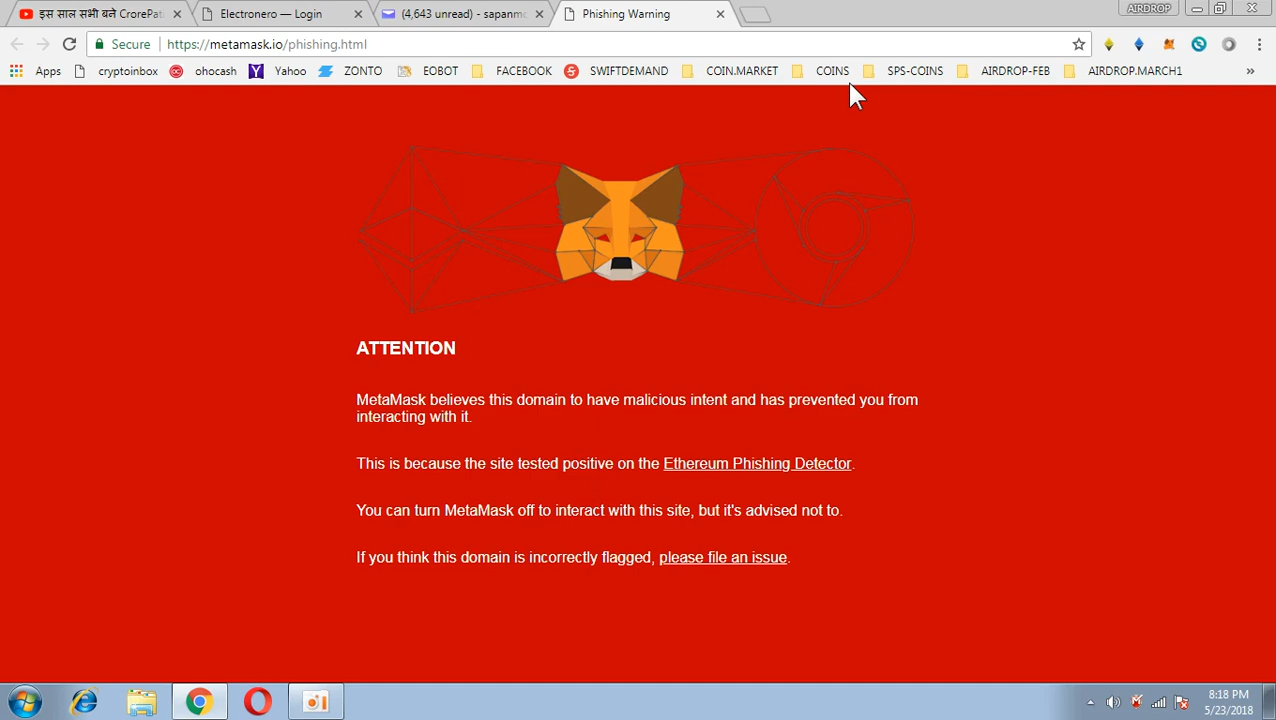 इस साल सभी बने CrorePat
Electronero — Login
(4,643 unread) - sapanmo
Phishing Warning
AIRDROP
Secure
https://metamask.io/phishing.html
Apps
cryptoinbox
ohocash
Yahoo
ZONTO
EOBOT
FACEBOOK
SWIFTDEMAND
COIN.MARKET
COINS
SPS-COINS
AIRDROP-FEB
AIRDROP.MARCH1
»
ATTENTION
MetaMask believes this domain to have malicious intent and has prevented you from
interacting with it.
This is because the site tested positive on the Ethereum Phishing Detector.
You can turn MetaMask off to interact with this site, but it's advised not to.
If you think this domain is incorrectly flagged, please file an issue.
8:18 PM
5/23/2018